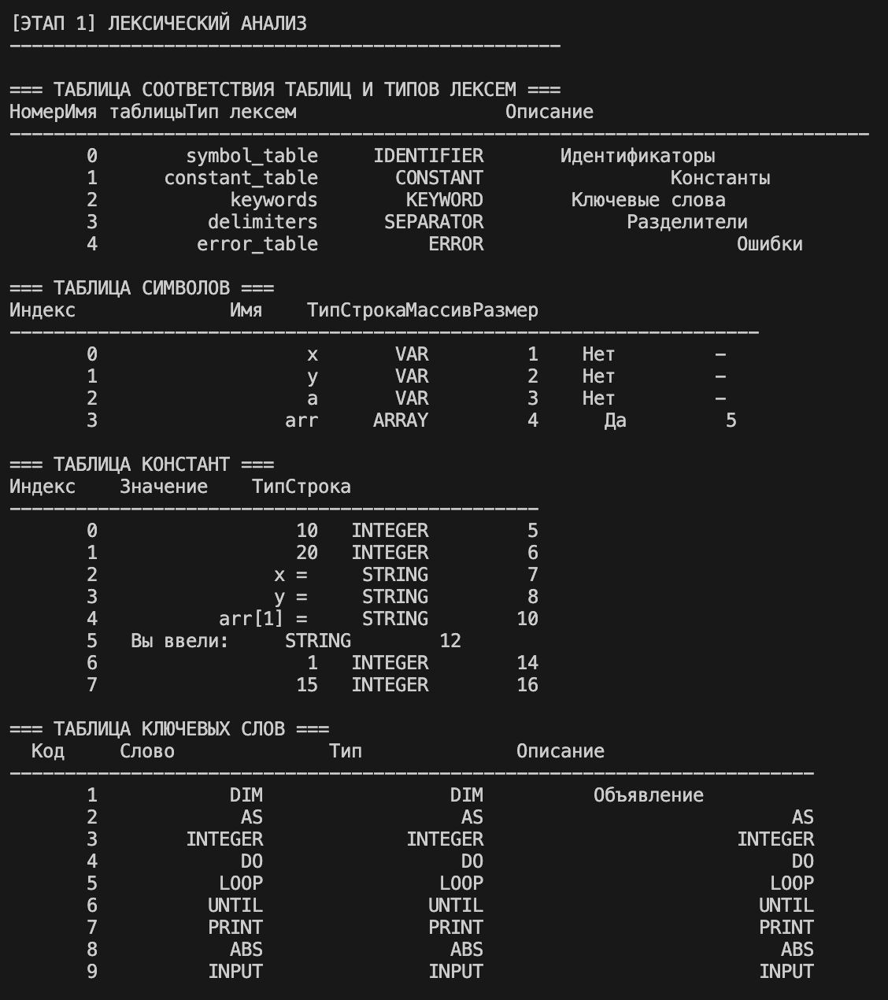 [ЭТАП 1] ЛЕКСИЧЕСКИЙ АНАЛИЗ
--------------------------------------------------
=== ТАБЛИЦА СООТВЕТСТВИЯ ТАБЛИЦ И ТИПОВ ЛЕКСЕМ ===
НомерИмя таблицыТип лексем                   Описание
------------------------------------------------------------------------------
       0        symbol_table     IDENTIFIER       Идентификаторы
       1      constant_table       CONSTANT                 Константы
       2            keywords        KEYWORD        Ключевые слова
       3          delimiters      SEPARATOR             Разделители
       4         error_table          ERROR                       Ошибки
=== ТАБЛИЦА СИМВОЛОВ ===
Индекс              Имя    ТипСтрокаМассивРазмер
--------------------------------------------------------------------
       0                   x       VAR         1    Нет         -
       1                   y       VAR         2    Нет         -
       2                   a       VAR         3    Нет         -
       3                 arr     ARRAY         4      Да         5
=== ТАБЛИЦА КОНСТАНТ ===
Индекс    Значение    ТипСтрока
------------------------------------------------
       0                  10   INTEGER         5
       1                  20   INTEGER         6
       2                x =     STRING         7
       3                y =     STRING         8
       4           arr[1] =     STRING        10
       5   Вы ввели:     STRING        12
       6                   1   INTEGER        14
       7                  15   INTEGER        16
=== ТАБЛИЦА КЛЮЧЕВЫХ СЛОВ ===
  Код     Слово              Тип              Описание
-------------------------------------------------------------------------
       1            DIM                 DIM          Объявление
       2             AS                  AS                            AS
       3        INTEGER             INTEGER                       INTEGER
       4             DO                  DO                            DO
       5           LOOP                LOOP                          LOOP
       6          UNTIL               UNTIL                         UNTIL
       7          PRINT               PRINT                         PRINT
       8            ABS                 ABS                           ABS
       9          INPUT               INPUT                         INPUT